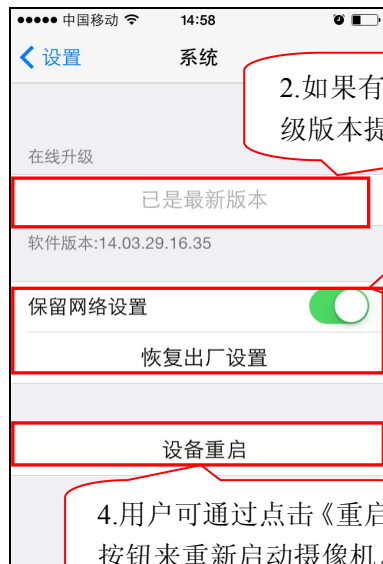 ●●●●● 中国移动 14:58
设置 系统
2.如果有
级版本提
在线升级
已是最新版本
软件版本:14.03.29.16.35
保留网络设置
恢复出厂设置
设备重启
4.用户可通过点击《重启
按钮来重新启动摄像机